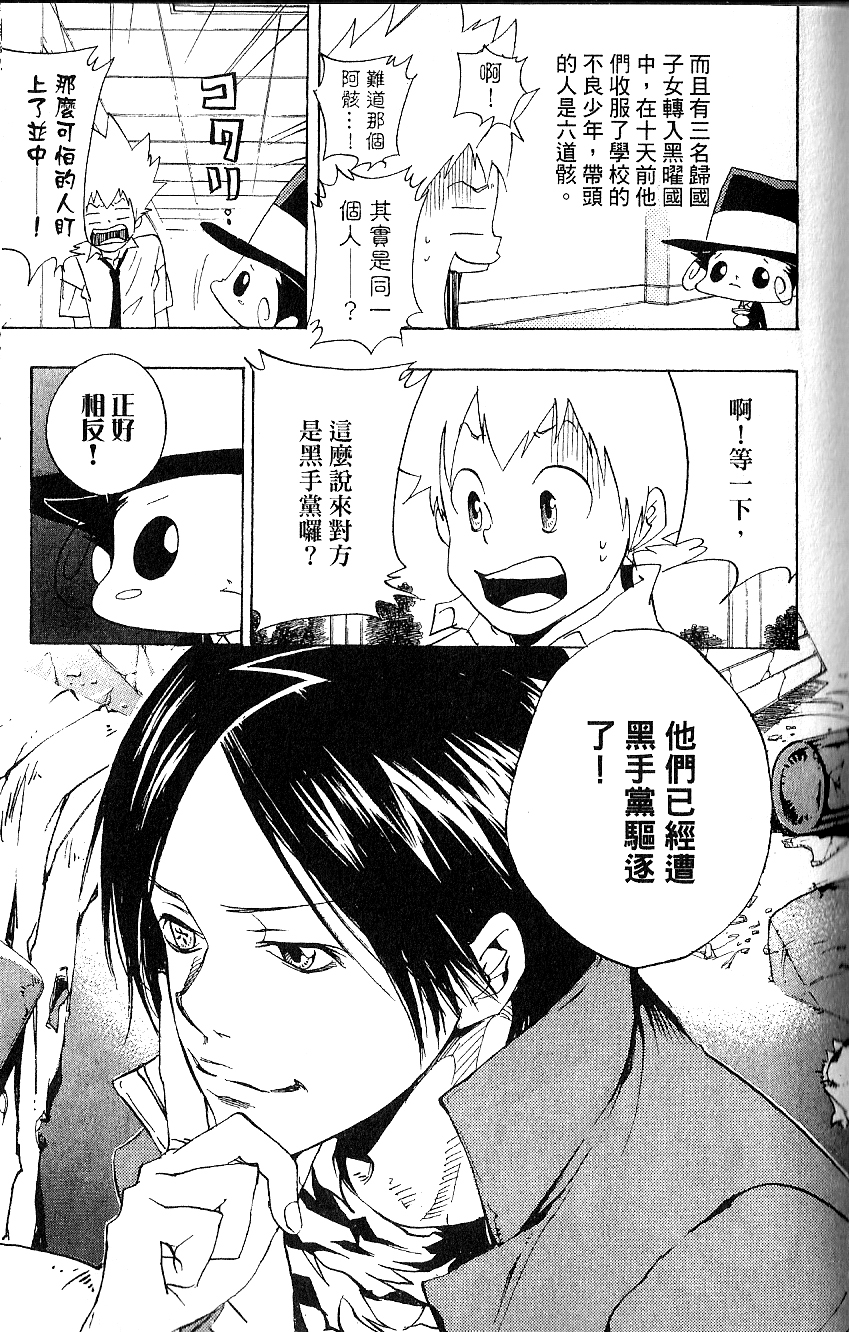 而且有三名歸國
子女轉入黑曜國
中，在十天前他
們收服了學校的
不良少年，帶頭
的人是六道骸。
啊！
難道那個
阿骸…！
其實是同一
個人——？
コワリ。
那麼可怕的人盯
上了並中——！
啊！等一下，
這麼說來對方
是黑手黨囉？
正好
相反！
他們已經遭
黑手黨驅逐
了！